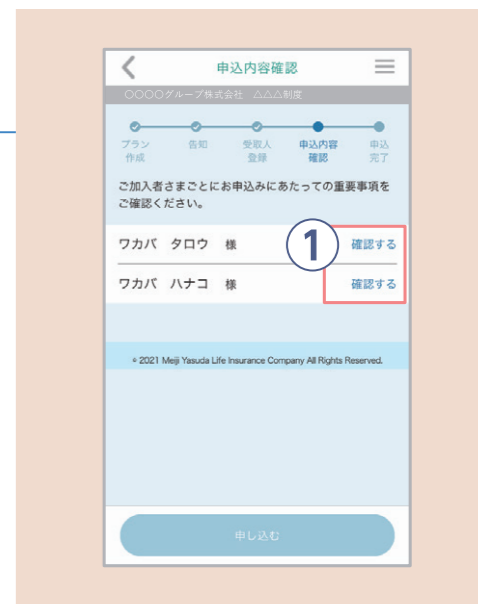 申込内容確認
○○○○グループ株式会社 △△△制度
プラン作成 告知 受取人登録 申込内容確認 申込完了
ご加入者さまごとにお申込みにあたっての重要事項を
ご確認ください。
ワカバ タロウ 様 確認する
1
ワカバ ハナコ 様 確認する
© 2021 Meiji Yasuda Life Insurance Company All Rights Reserved.
申し込む